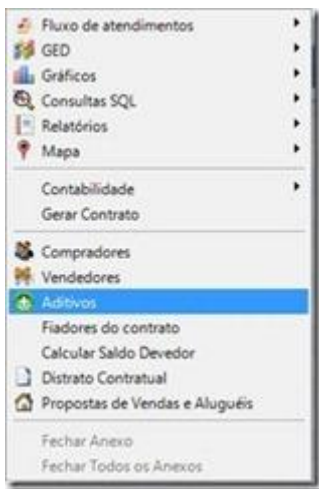 Fluxo de atendimentos
GED
Gráficos
Consultas SQL
Relatórios
Mapa
Contabilidade
Gerar Contrato
Compradores
Vendedores
Aditivos
Fiadores do contrato
Calcular Saldo Devedor
Distrato Contratual
Propostas de Vendas e Aluguéis
Fechar Anexo
Fechar Todos os Anexos